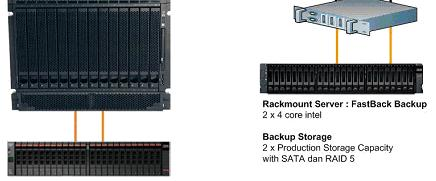 Rackmount Server : FastBack Backup
2 x 4 core intel
Backup Storage
2 x Production Storage Capacity
with SATA dan RAID 5